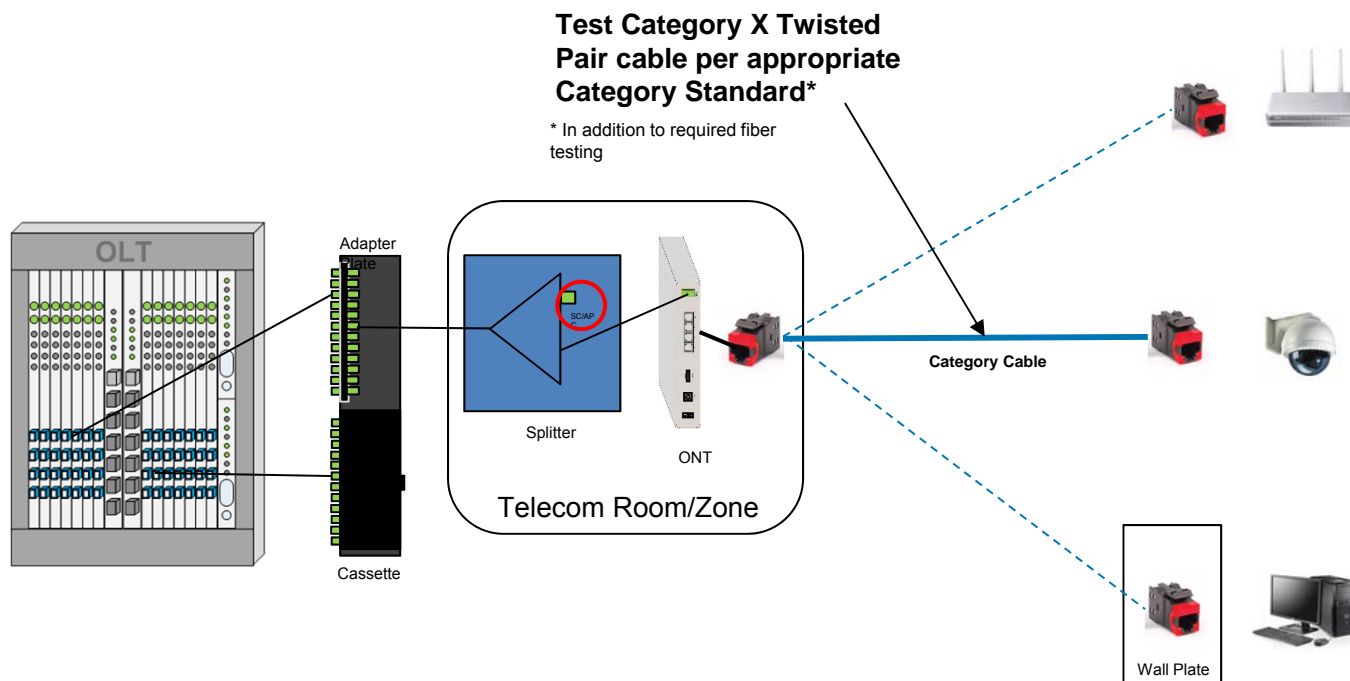 Test Category X Twisted
Pair cable per appropriate
Category Standard*
* In addition to required fiber
testing
OLT
Adapter
Plate
SC/AP
C
Category Cable
Splitter
ONT
Telecom Room/Zone
Cassette
Wall Plate